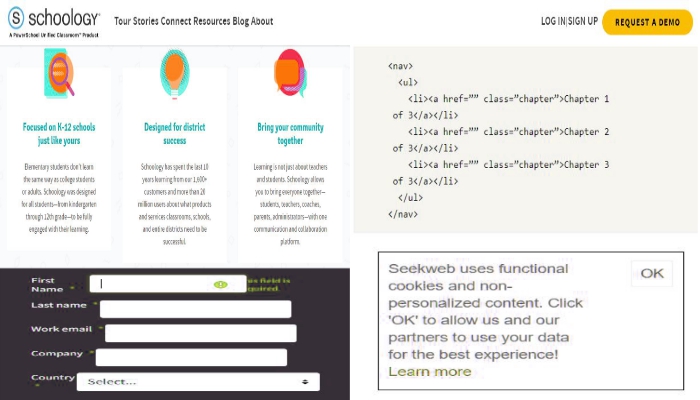 S schoology®
A PowerSchool Unified Classroom® Product
Tour Stories Connect Resources Blog About
LOG IN|SIGN UP
REQUEST A DEMO
Focused on K-12 schools
just like yours
Elementary students don't learn
the same way as college students
or adults. Schoology was designed
for all students—from kindergarten
through 12th grade—to be fully
engaged with their learning.
Designed for district
success
Schoology has spent the last 10
years learning from our 1,600+
customers and more than 20
million users about what products
and services classrooms, schools,
and entire districts need to be
successful.
Bring your community
together
Learning is not just about teachers
and students. Schoology allows
you to bring everyone together—
students, teachers, coaches,
parents, administrators—with one
communication and collaboration
platform.
<nav>
<ul>
<li><a href="" class="chapter">Chapter 1
of 3</a></li>
<li><a href="" class="chapter">Chapter 2
of 3</a></li>
<li><a href="" class="chapter">Chapter 3
of 3</a></li>
</ul>
</nav>
First
Name *
field is
Last name *
Work email *
Company *
Country
*
Select...
Seekweb uses functional
cookies and non-
personalized content. Click
'OK' to allow us and our
partners to use your data
for the best experience!
Learn more
OK